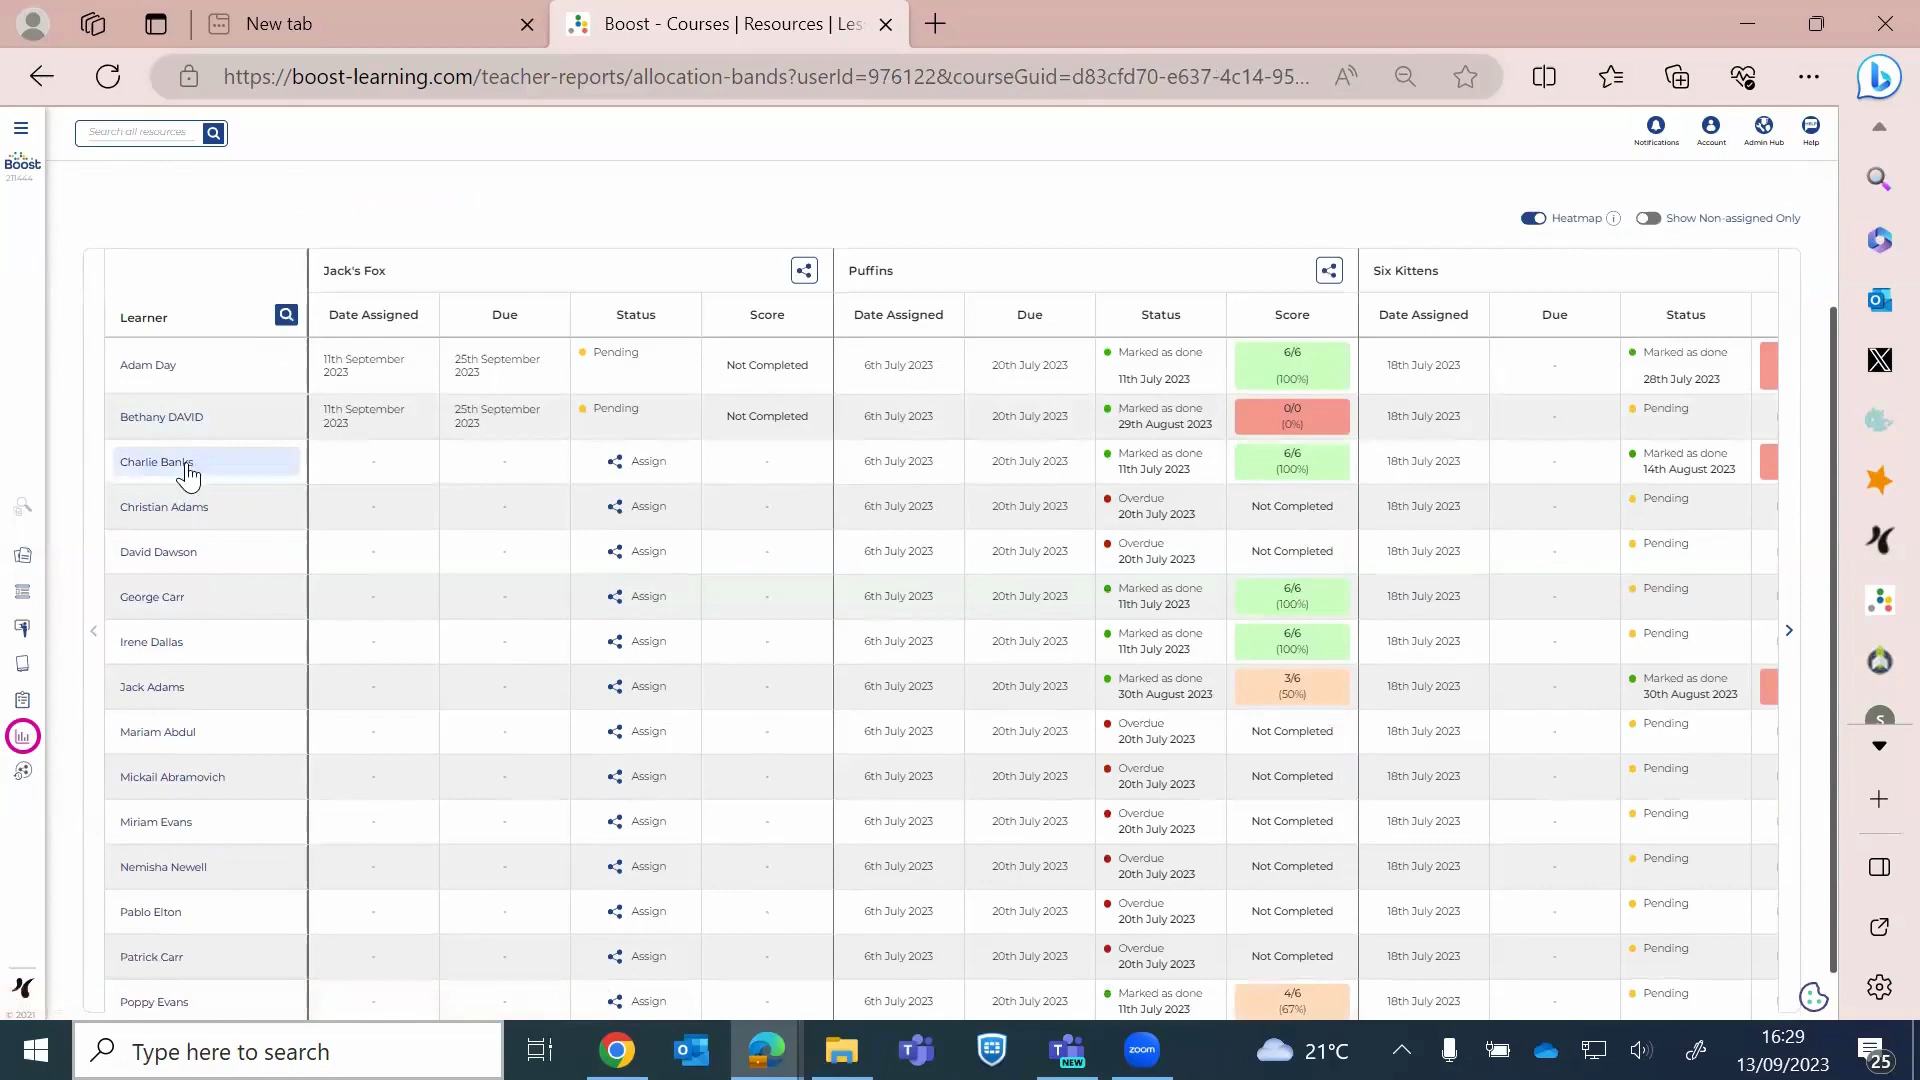 New tab
Boost - Courses | Resources | Les
https://boost-learning.com/teacher-reports/allocation-bands?userId=976122&courseGuid=d83cfd70-e637-4c14-95...
Search all resources
Notifications Account Admin Hub Help
Boost
211444
Heatmap Show Non-assigned Only
Jack's Fox Puffins Six Kittens
Learner Date Assigned Due Status Score Date Assigned Due Status Score Date Assigned Due Status
Adam Day 11th September 2023 25th September 2023 Pending Not Completed 6th July 2023 20th July 2023 Marked as done 11th July 2023 6/6 (100%) 18th July 2023 - Marked as done 28th July 2023
Bethany DAVID 11th September 2023 25th September 2023 Pending Not Completed 6th July 2023 20th July 2023 Marked as done 29th August 2023 0/0 (0%) 18th July 2023 - Pending
Charlie Banks - - Assign - 6th July 2023 20th July 2023 Marked as done 11th July 2023 6/6 (100%) 18th July 2023 - Marked as done 14th August 2023
Christian Adams - - Assign - 6th July 2023 20th July 2023 Overdue 20th July 2023 Not Completed 18th July 2023 - Pending
David Dawson - - Assign - 6th July 2023 20th July 2023 Overdue 20th July 2023 Not Completed 18th July 2023 - Pending
George Carr - - Assign - 6th July 2023 20th July 2023 Marked as done 11th July 2023 6/6 (100%) 18th July 2023 - Pending
Irene Dallas - - Assign - 6th July 2023 20th July 2023 Marked as done 11th July 2023 6/6 (100%) 18th July 2023 - Pending
Jack Adams - - Assign - 6th July 2023 20th July 2023 Marked as done 30th August 2023 3/6 (50%) 18th July 2023 - Marked as done 30th August 2023
Mariam Abdul - - Assign - 6th July 2023 20th July 2023 Overdue 20th July 2023 Not Completed 18th July 2023 - Pending
Mickail Abramovich - - Assign - 6th July 2023 20th July 2023 Overdue 20th July 2023 Not Completed 18th July 2023 - Pending
Miriam Evans - - Assign - 6th July 2023 20th July 2023 Overdue 20th July 2023 Not Completed 18th July 2023 - Pending
Nemisha Newell - - Assign - 6th July 2023 20th July 2023 Overdue 20th July 2023 Not Completed 18th July 2023 - Pending
Pablo Elton - - Assign - 6th July 2023 20th July 2023 Overdue 20th July 2023 Not Completed 18th July 2023 - Pending
Patrick Carr - - Assign - 6th July 2023 20th July 2023 Overdue 20th July 2023 Not Completed 18th July 2023 - Pending
Poppy Evans - - Assign - 6th July 2023 20th July 2023 Marked as done 11th July 2023 4/6 (67%) 18th July 2023 - Pending
© 2021
Type here to search
NEW
zoom
21°C
16:29
13/09/2023
25